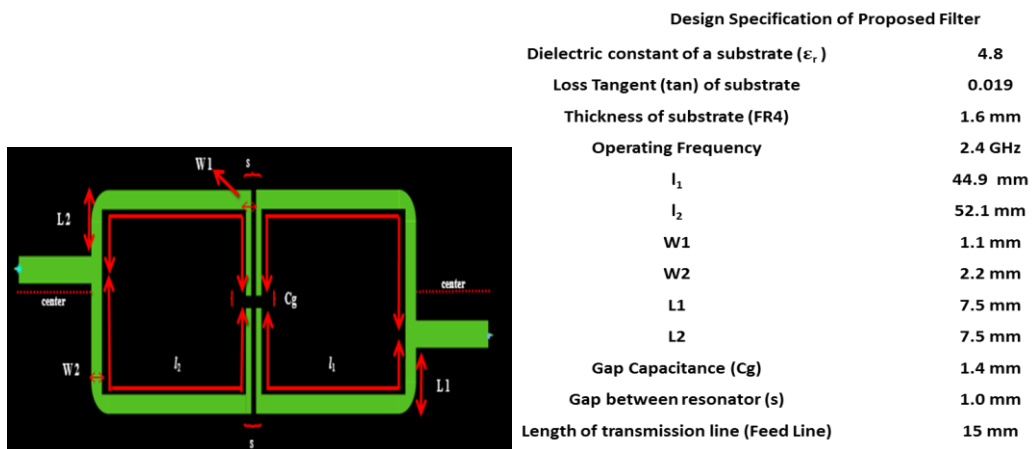 W1
s
L2
center
Cg
center
l₂
l₁
W2
L1
s
Design Specification of Proposed Filter
Dielectric constant of a substrate (εᵣ) 4.8
Loss Tangent (tan) of substrate 0.019
Thickness of substrate (FR4) 1.6 mm
Operating Frequency 2.4 GHz
l₁ 44.9 mm
l₂ 52.1 mm
W1 1.1 mm
W2 2.2 mm
L1 7.5 mm
L2 7.5 mm
Gap Capacitance (Cg) 1.4 mm
Gap between resonator (s) 1.0 mm
Length of transmission line (Feed Line) 15 mm